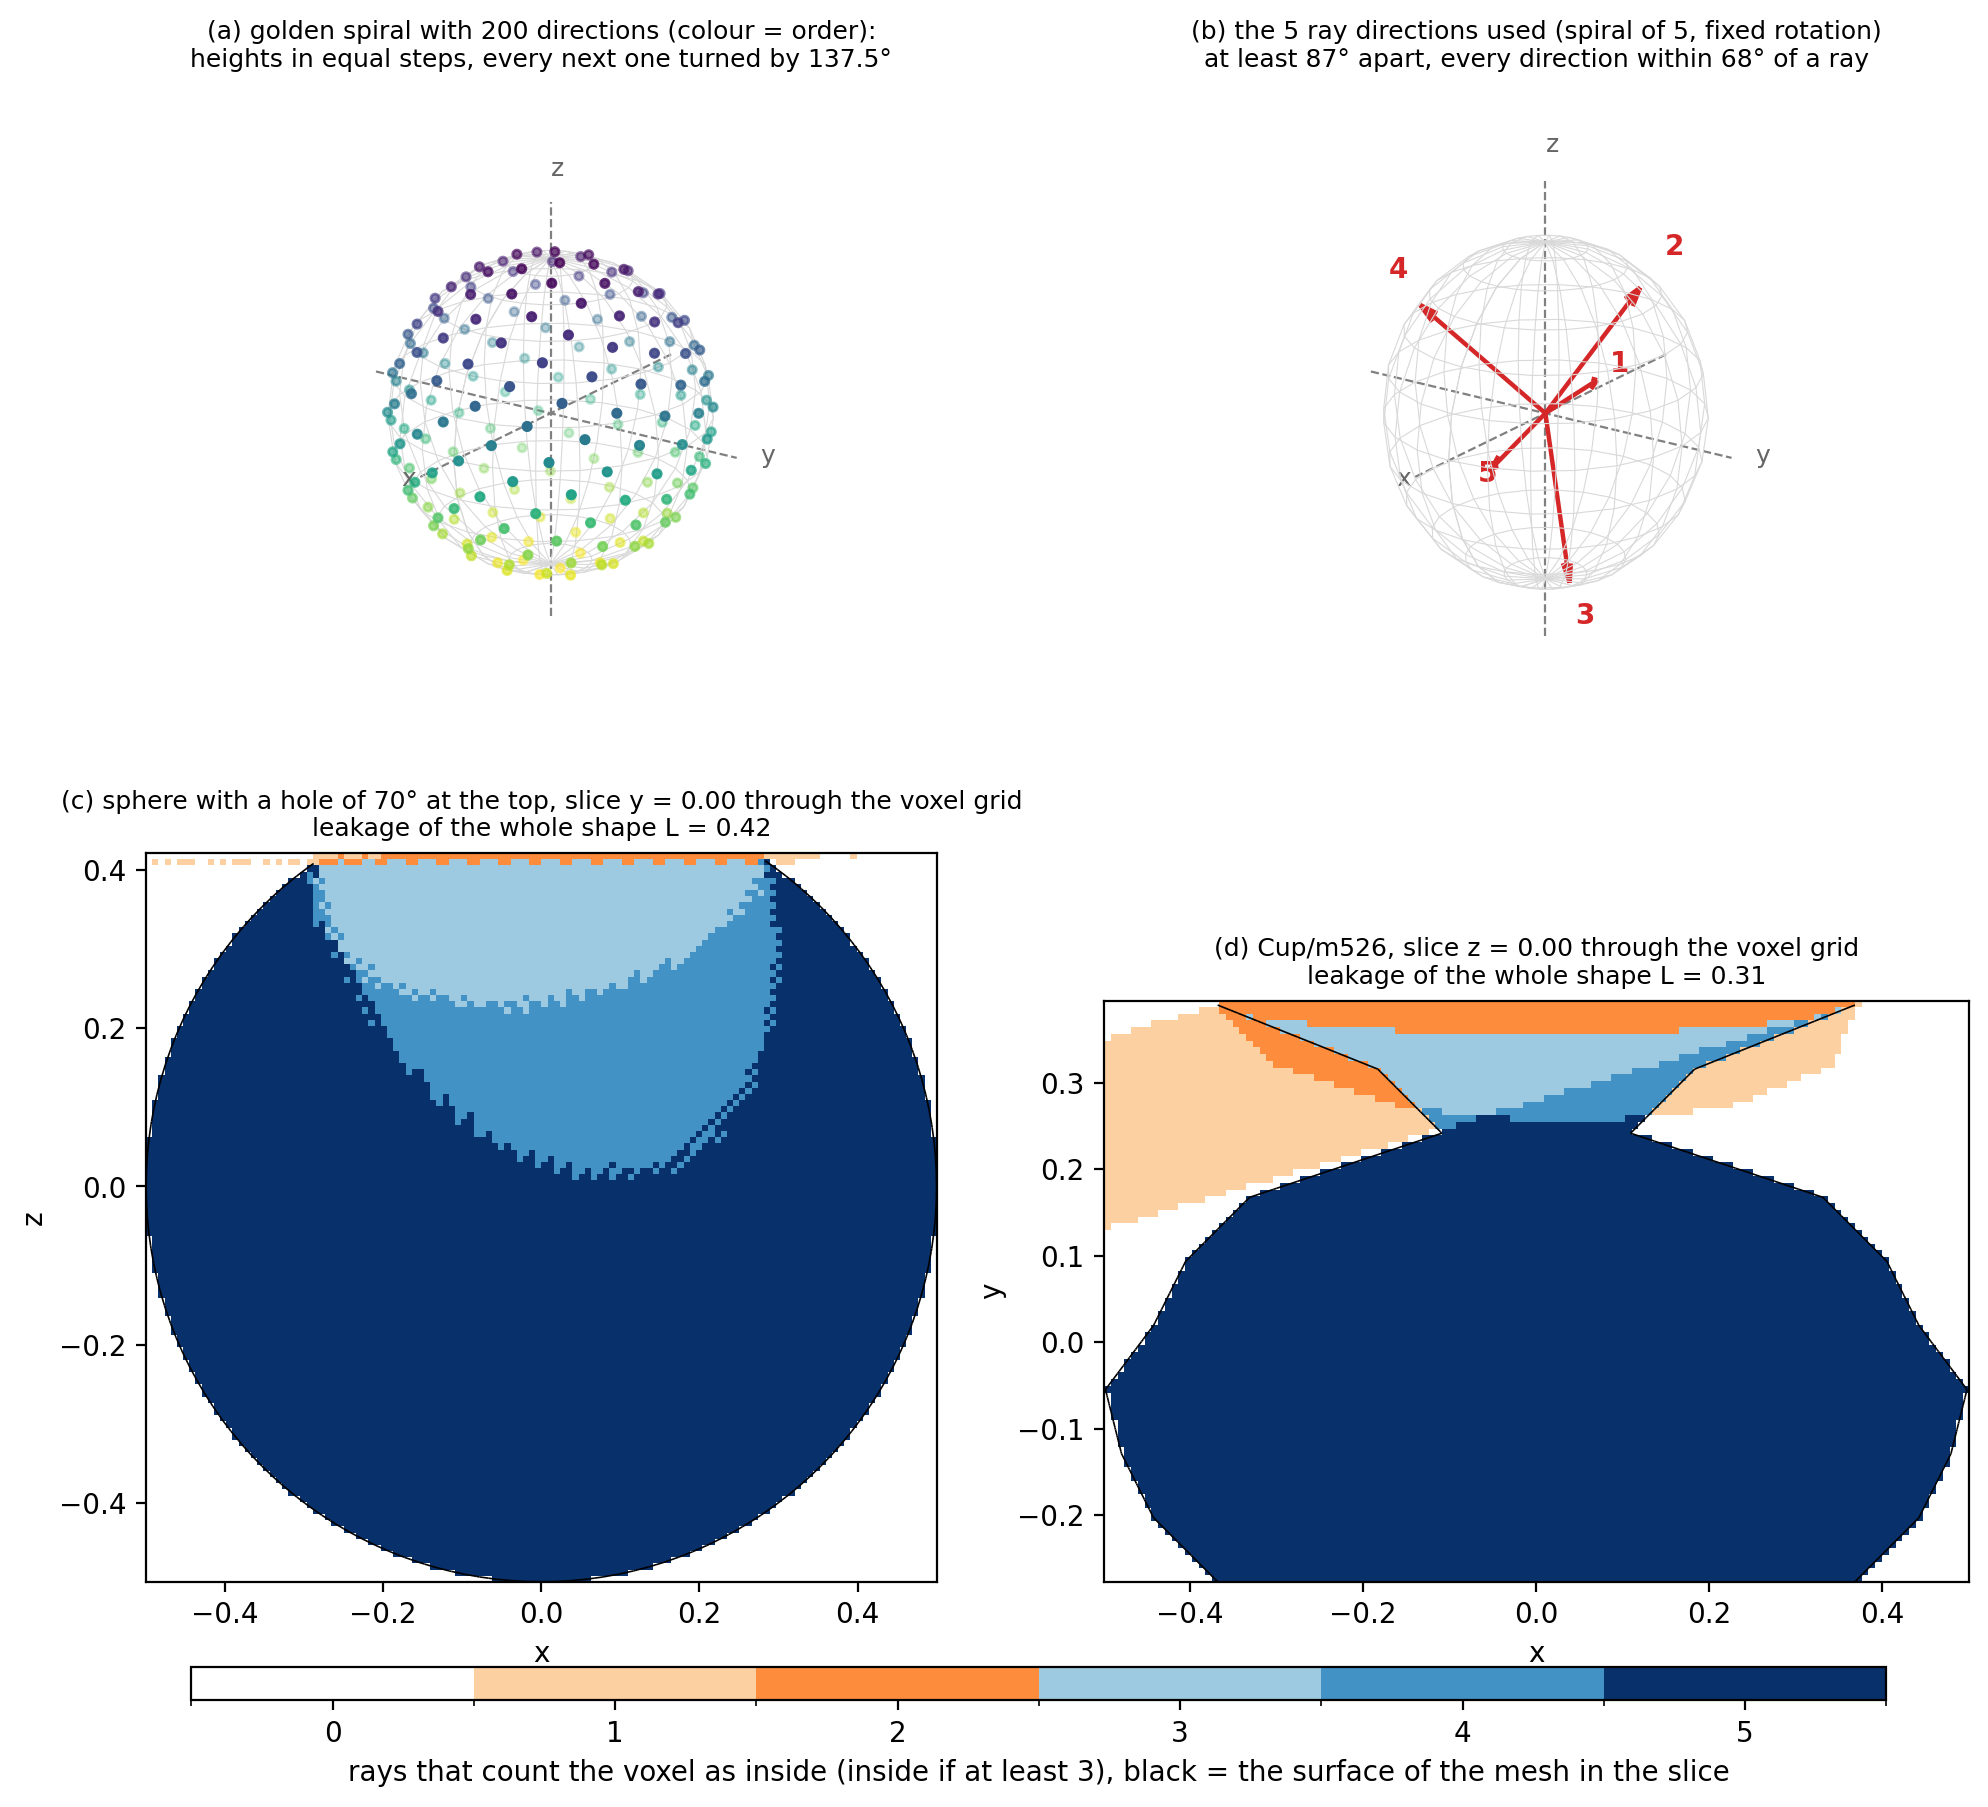 (a) golden spiral with 200 directions (colour = order):
heights in equal steps, every next one turned by 137.5°
(b) the 5 ray directions used (spiral of 5, fixed rotation)
at least 87° apart, every direction within 68° of a ray
z
y
x
z
4
2
1
5
3
y
x
(c) sphere with a hole of 70° at the top, slice y = 0.00 through the voxel grid
leakage of the whole shape L = 0.42
0.4
0.2
0.0
−0.2
−0.4
z
−0.4
−0.2
0.0
0.2
0.4
x
(d) Cup/m526, slice z = 0.00 through the voxel grid
leakage of the whole shape L = 0.31
0.3
0.2
0.1
0.0
−0.1
−0.2
y
−0.4
−0.2
0.0
0.2
0.4
x
0
1
2
3
4
5
rays that count the voxel as inside (inside if at least 3), black = the surface of the mesh in the slice